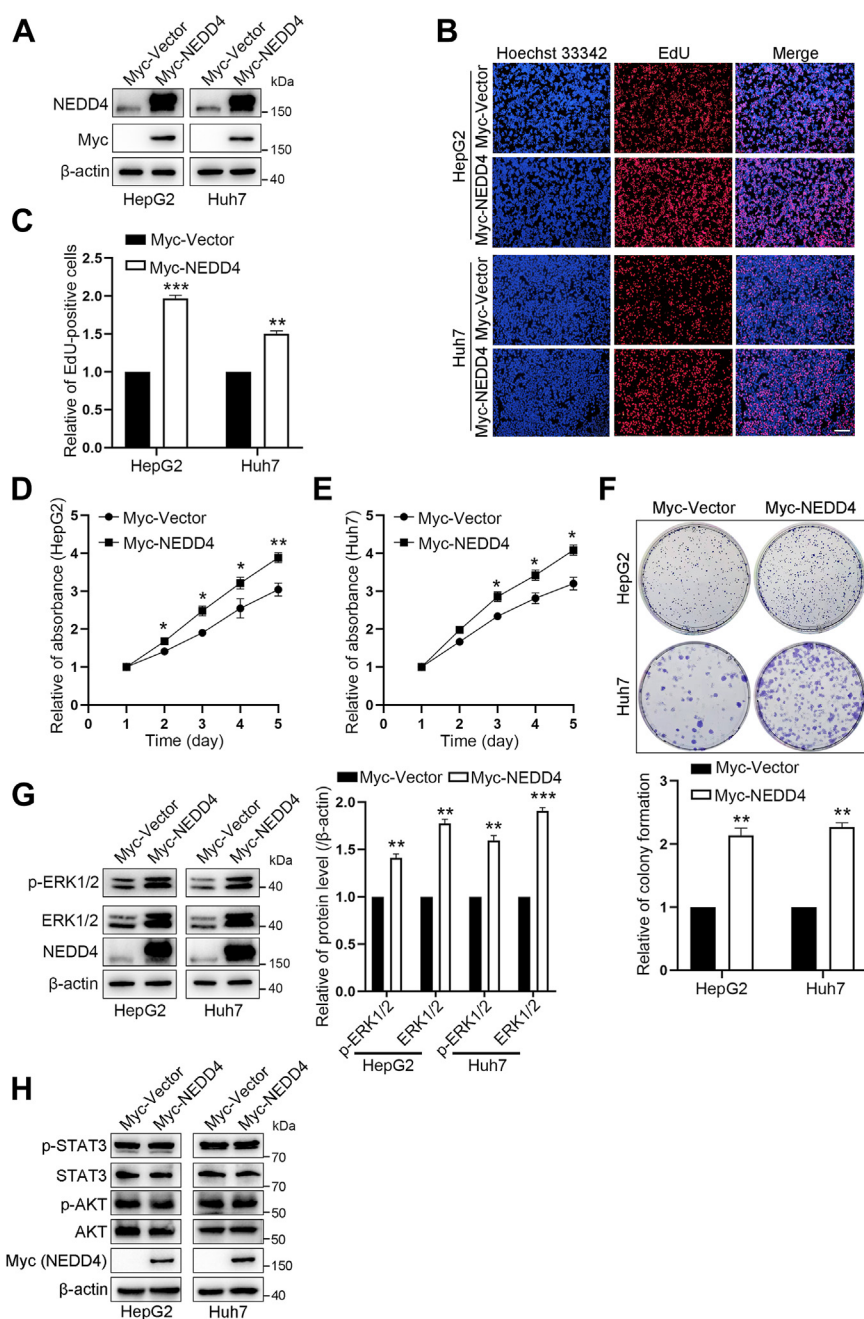 A
Myc-Vector
Myc-NEDD4
Myc-Vector
Myc-NEDD4
kDa
NEDD4
150
Myc
150
β-actin
40
HepG2
Huh7
B
Hoechst 33342
EdU
Merge
HepG2
Myc-Vector
Myc-NEDD4
Huh7
Myc-Vector
Myc-NEDD4
C
Myc-Vector
Myc-NEDD4
Relative of EdU-positive cells
2.5
2.0
1.5
1.0
0.5
0.0
***
**
HepG2
Huh7
D
Myc-Vector
Myc-NEDD4
Relative of absorbance (HepG2)
5
4
3
2
1
0
*
*
*
**
0
1
2
3
4
5
Time (day)
E
Myc-Vector
Myc-NEDD4
Relative of absorbance (Huh7)
5
4
3
2
1
0
*
*
*
0
1
2
3
4
5
Time (day)
F
Myc-Vector
Myc-NEDD4
HepG2
Huh7
Myc-Vector
Myc-NEDD4
Relative of colony formation
3
2
1
0
**
**
HepG2
Huh7
G
Myc-Vector
Myc-NEDD4
Myc-Vector
Myc-NEDD4
kDa
p-ERK1/2
40
ERK1/2
40
NEDD4
150
β-actin
40
HepG2
Huh7
Myc-Vector
Myc-NEDD4
Relative of protein level (/β-actin)
2.0
1.5
1.0
0.5
0.0
**
**
**
***
p-ERK1/2
ERK1/2
p-ERK1/2
ERK1/2
HepG2
Huh7
H
Myc-Vector
Myc-NEDD4
Myc-Vector
Myc-NEDD4
kDa
p-STAT3
70
STAT3
70
p-AKT
50
AKT
50
Myc (NEDD4)
150
β-actin
40
HepG2
Huh7